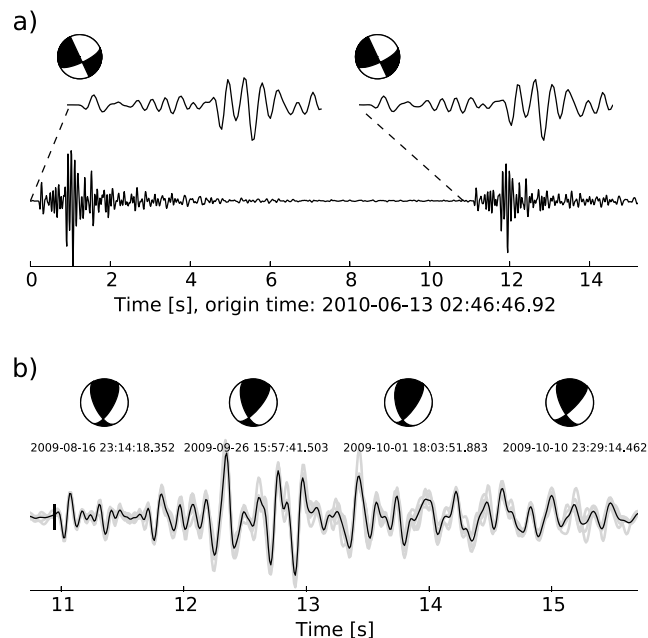 a)
0 2 4 6 8 10 12 14
Time [s], origin time: 2010-06-13 02:46:46.92
b)
2009-08-16 23:14:18.352 2009-09-26 15:57:41.503 2009-10-01 18:03:51.883 2009-10-10 23:29:14.462
11 12 13 14 15
Time [s]